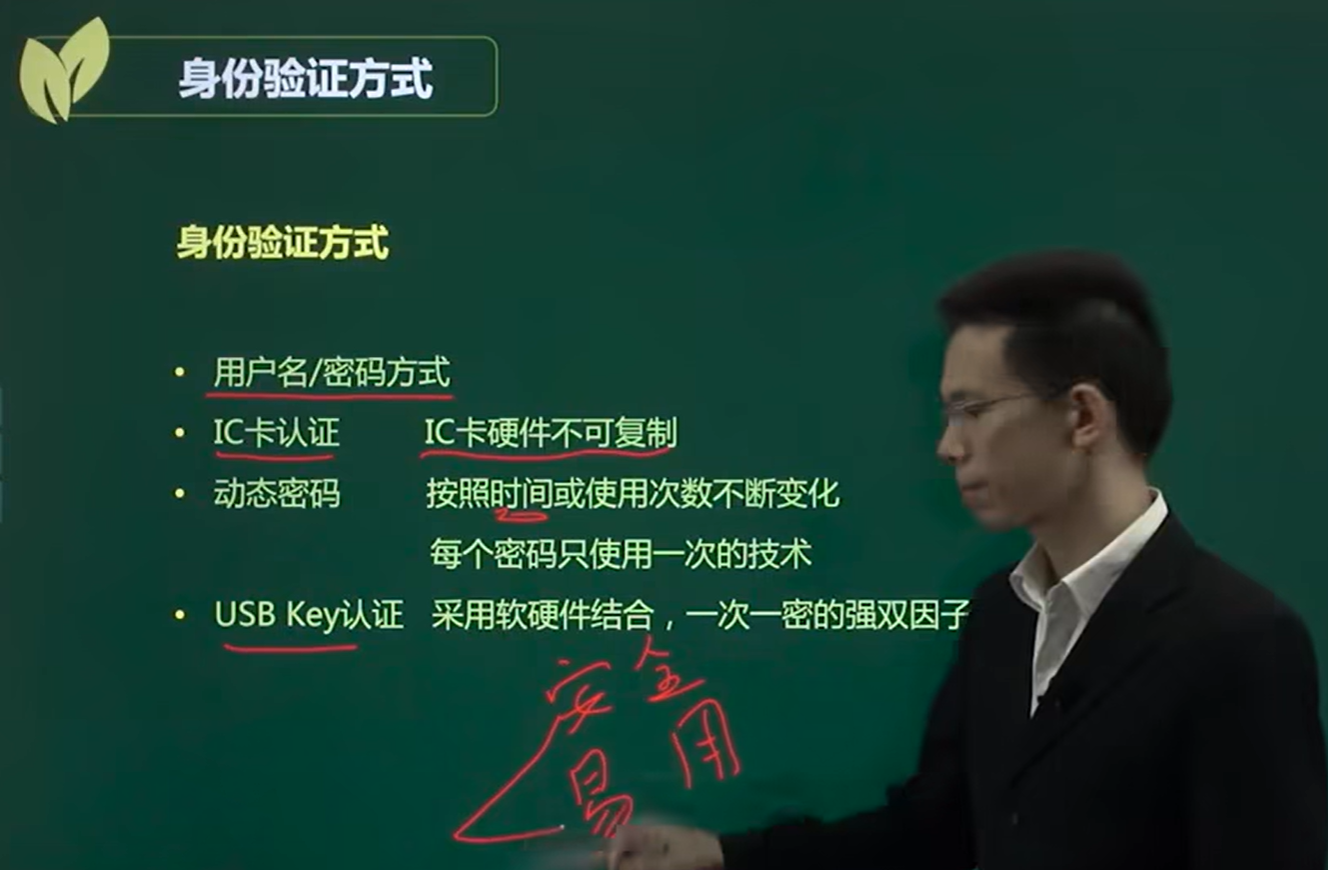 身份验证方式
身份验证方式
• 用户名/密码方式
• IC卡认证 IC卡硬件不可复制
• 动态密码 按照时间或使用次数不断变化
每个密码只使用一次的技术
• USB Key认证 采用软硬件结合，一次一密的强双因子
安全
易用